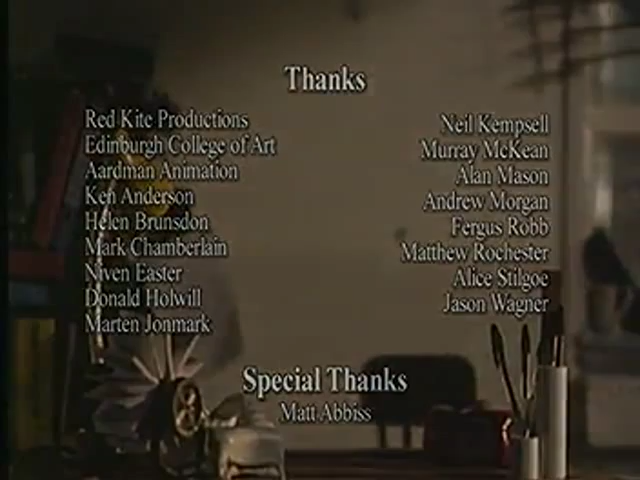 Thanks
Red Kite Productions
Edinburgh College of Art
Aardman Animation
Ken Anderson
Helen Brunsdon
Mark Chamberlain
Niven Easter
Donald Holwill
Marten Jonmark
Neil Kempsell
Murray McKean
Alan Mason
Andrew Morgan
Fergus Robb
Matthew Rochester
Alice Stilgoe
Jason Wagner
Special Thanks
Matt Abbiss